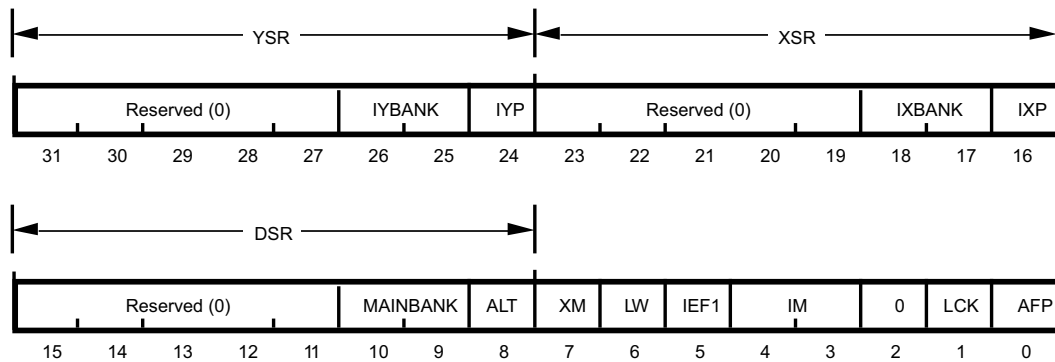 YSR XSR
Reserved (0) IYBANK IYP Reserved (0) IXBANK IXP
31 30 29 28 27 26 25 24 23 22 21 20 19 18 17 16
DSR
Reserved (0) MAINBANK ALT XM LW IEF1 IM 0 LCK AFP
15 14 13 12 11 10 9 8 7 6 5 4 3 2 1 0